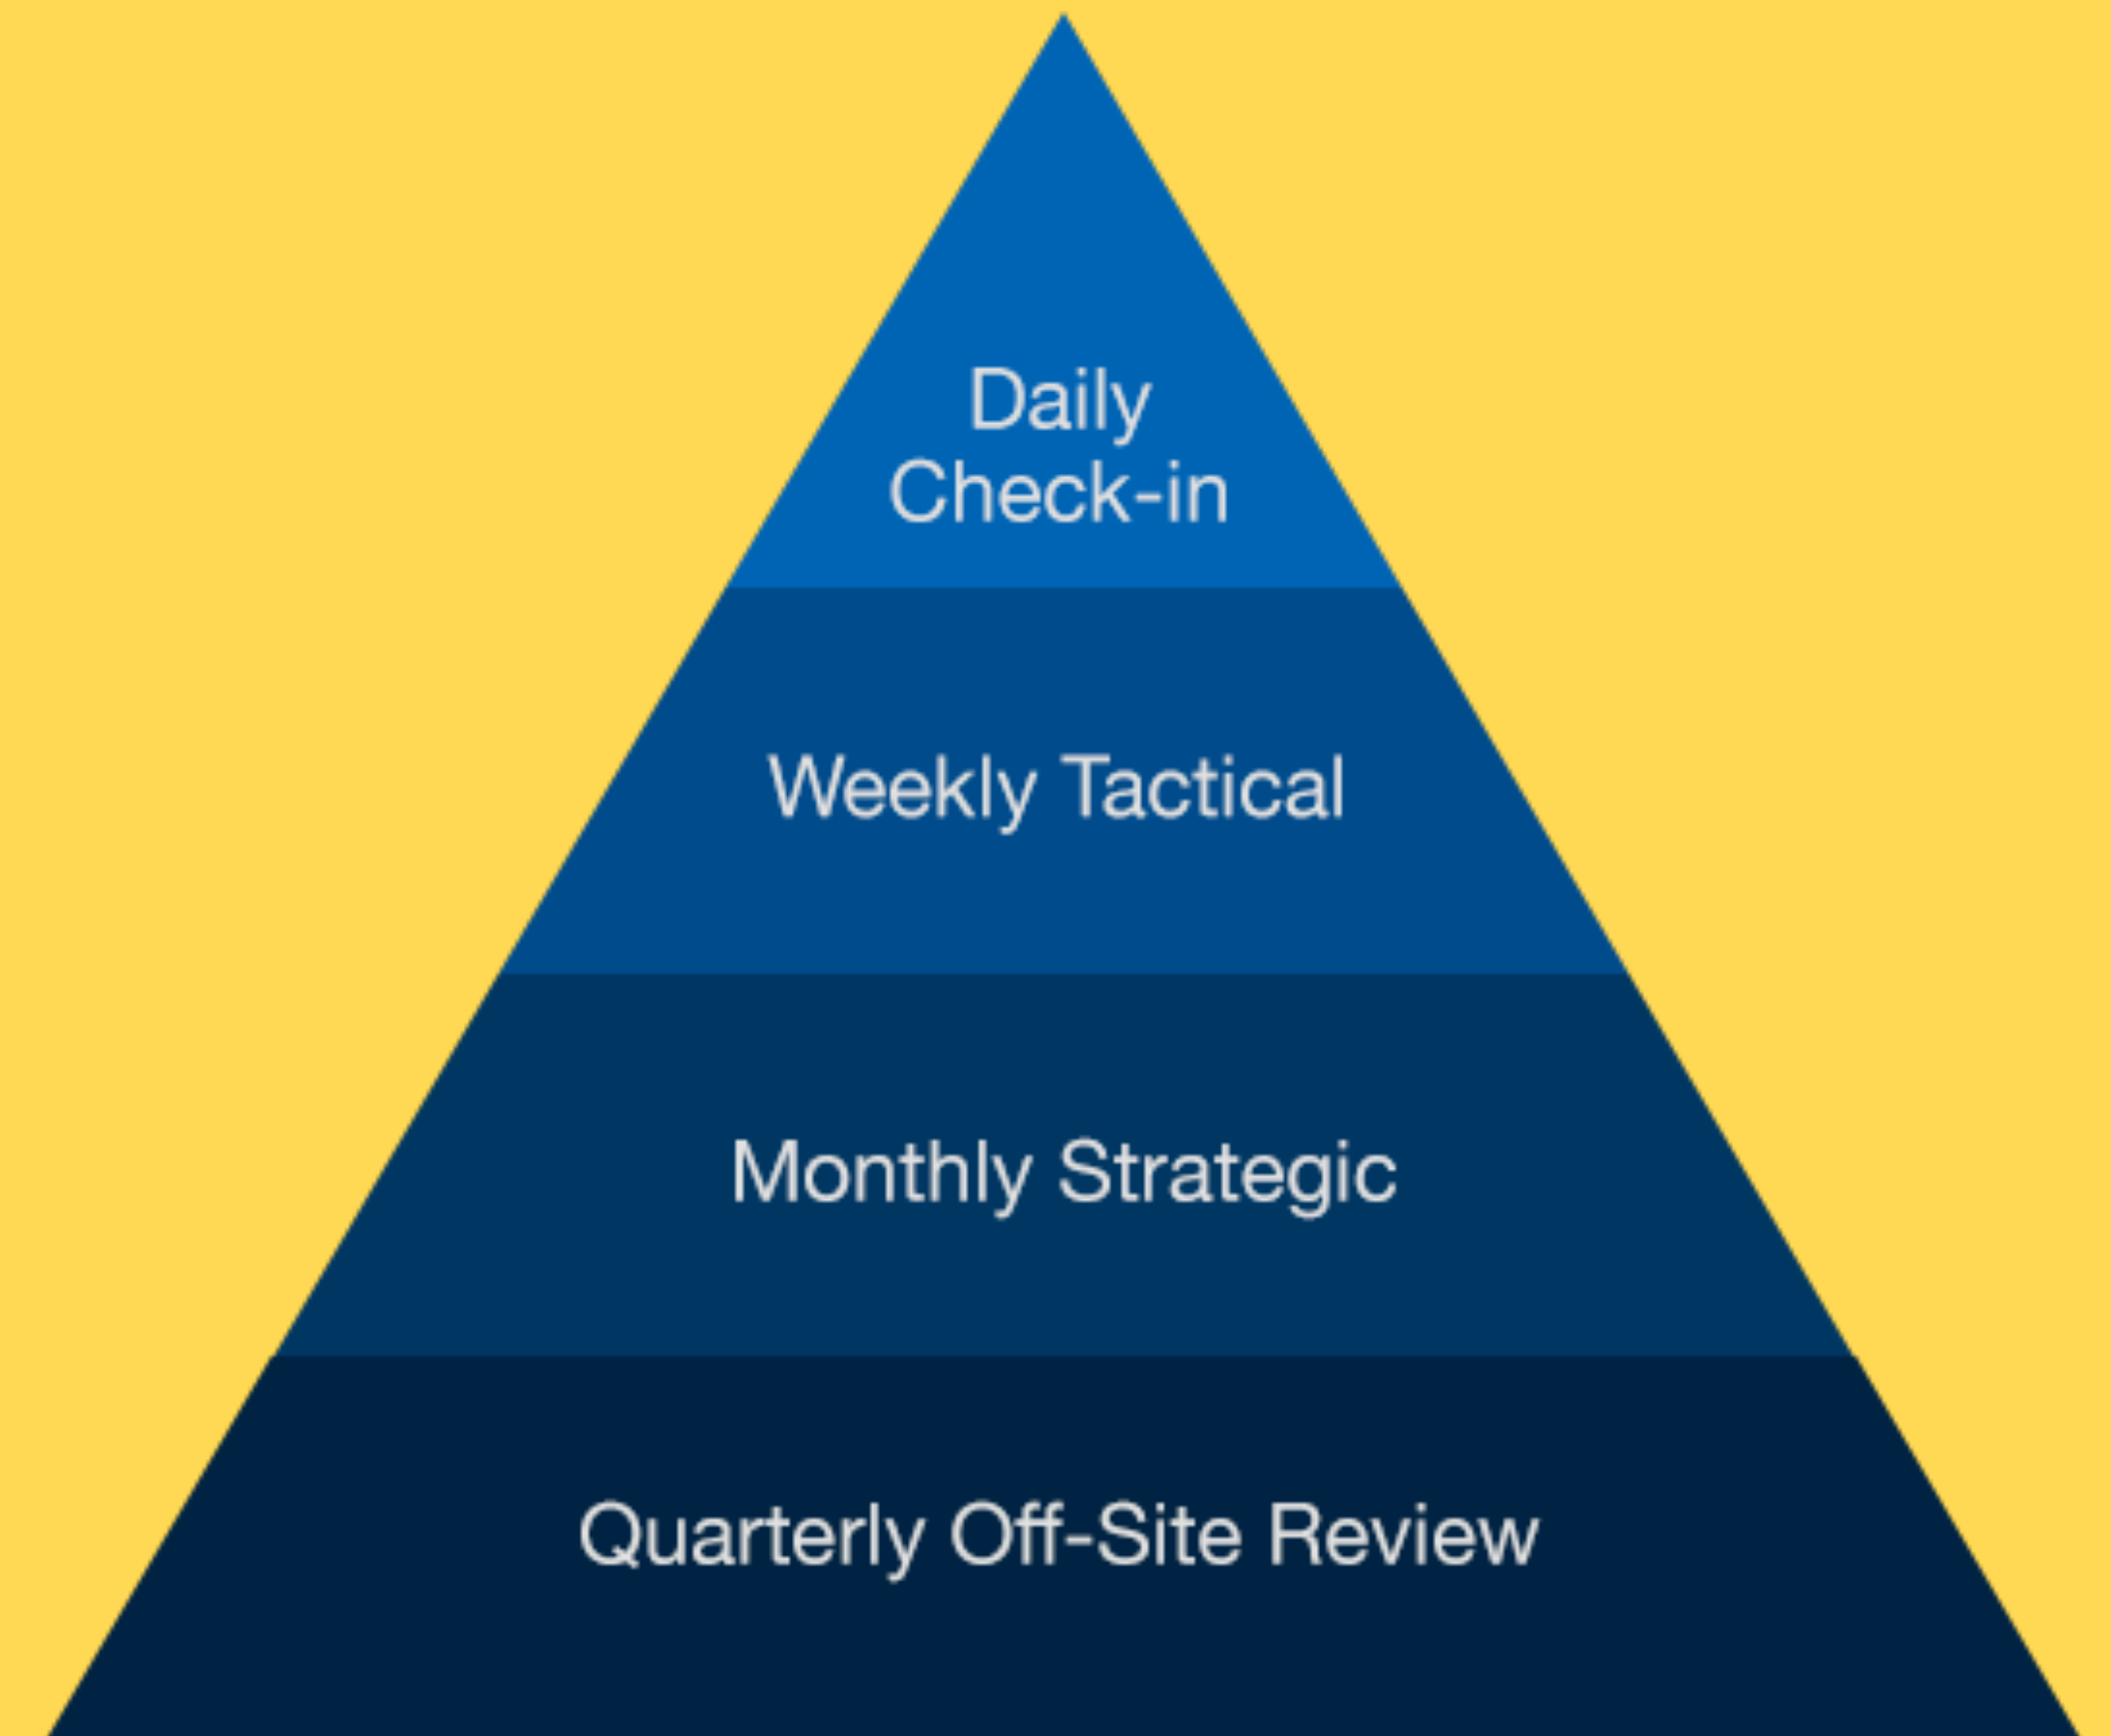 Daily
Check-in
Weekly Tactical
Monthly Strategic
Quarterly Off-Site Review